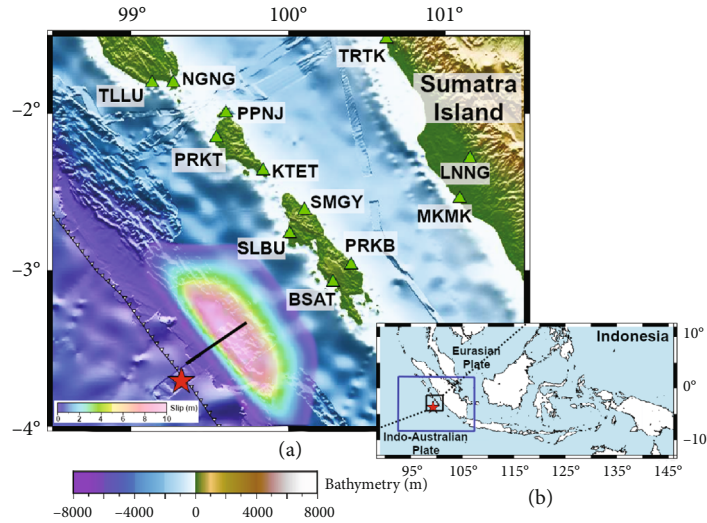 99° 100° 101°
TRTK
NGNG
TLLU
Sumatra
Island
−2°
PPNJ
PRKT
KTET
LNNG
SMGY
MKMK
SLBU
PRKB
−3°
BSAT
Indonesia
10°
Eurasian
Plate
0°
Slip (m)
0 2 4 6 8 10
−4°
Indo-Australian
Plate
−10
(a)
95° 105° 115° 125° 135° 145°
Bathymetry (m)
(b)
−8000 −4000 0 4000 8000